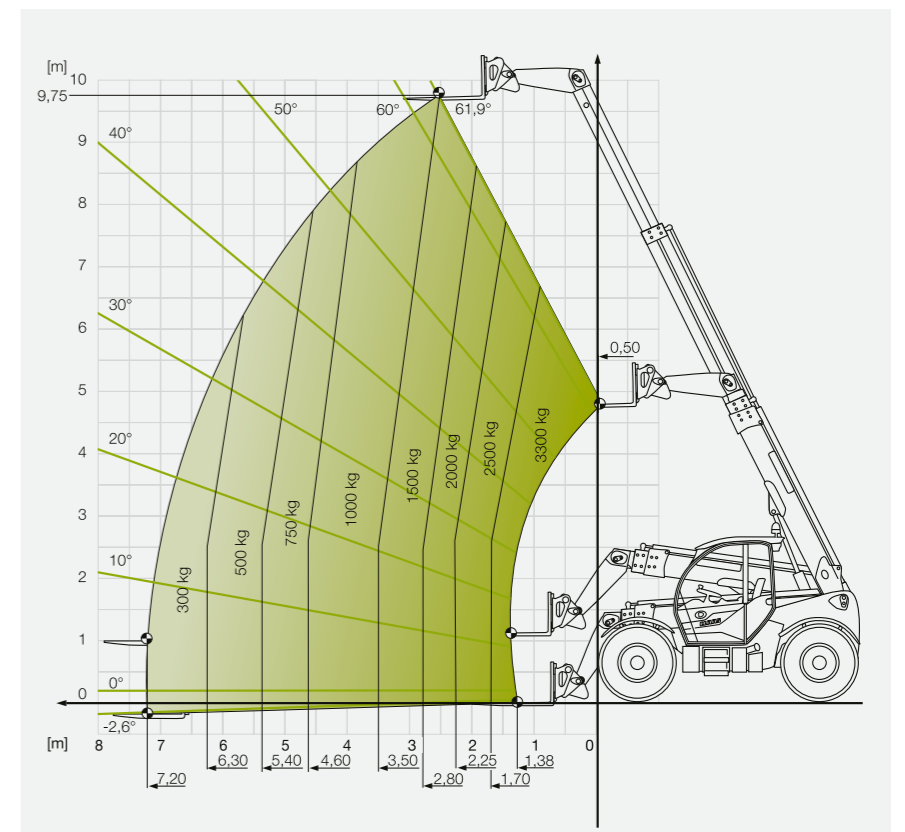 [m]
10
9,75
50°
60°
61,9°
40°
9
8
7
30°
6
0,50
5
20°
4
3
10°
2
1
0
0°
-2,6°
300 kg
500 kg
750 kg
1000 kg
1500 kg
2000 kg
2500 kg
3300 kg
CLAAS
[m] 8 7 6 5 4 3 2 1 0
6,30 5,40 4,60 3,50 2,25 1,38
7,20 2,80 1,70